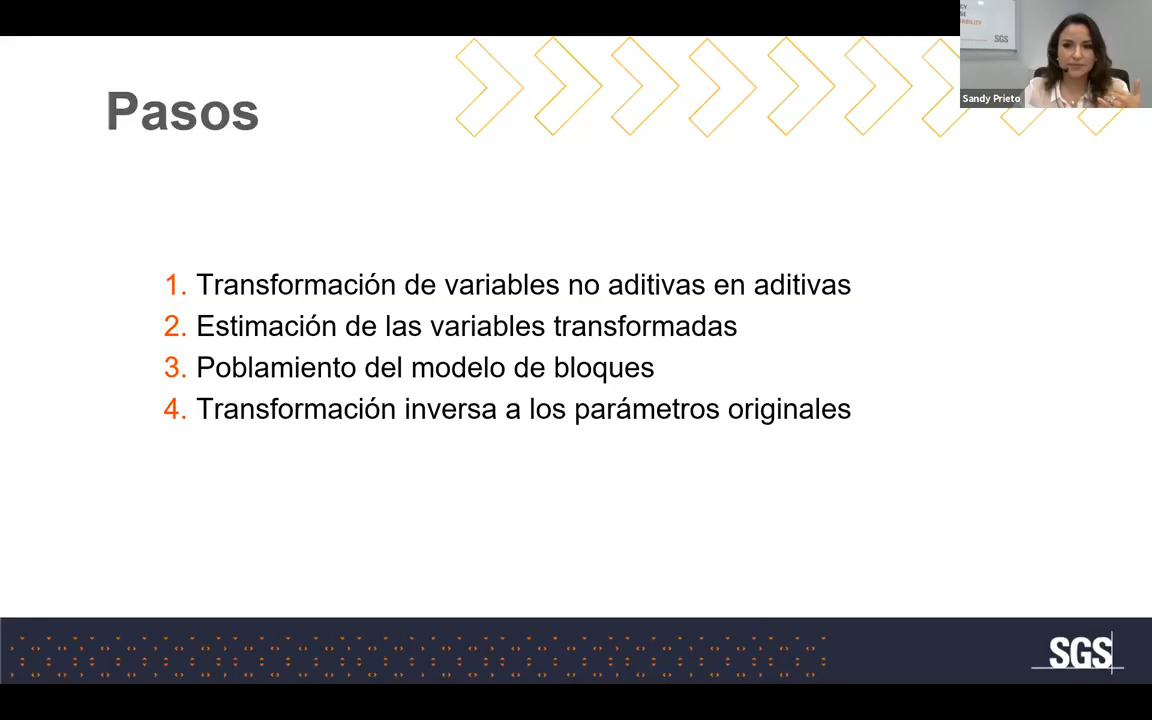 Pasos
1. Transformación de variables no aditivas en aditivas
2. Estimación de las variables transformadas
3. Poblamiento del modelo de bloques
4. Transformación inversa a los parámetros originales
SGS
Sandy Prieto
SGS